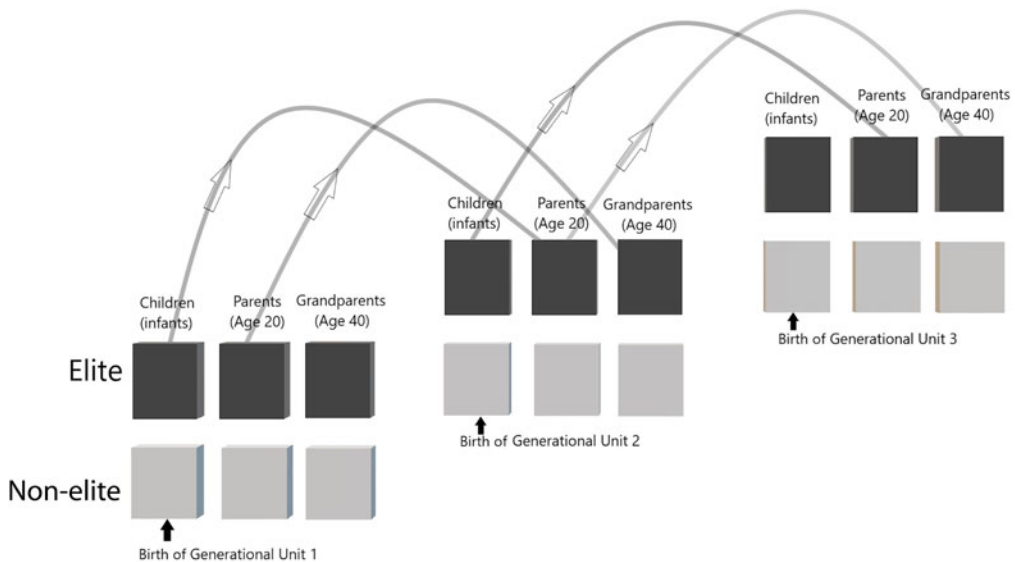 Children
(infants)
Parents
(Age 20)
Grandparents
(Age 40)
Children
(infants)
Parents
(Age 20)
Grandparents
(Age 40)
Birth of Generational Unit 3
Children
(infants)
Parents
(Age 20)
Grandparents
(Age 40)
Elite
Birth of Generational Unit 2
Non-elite
Birth of Generational Unit 1